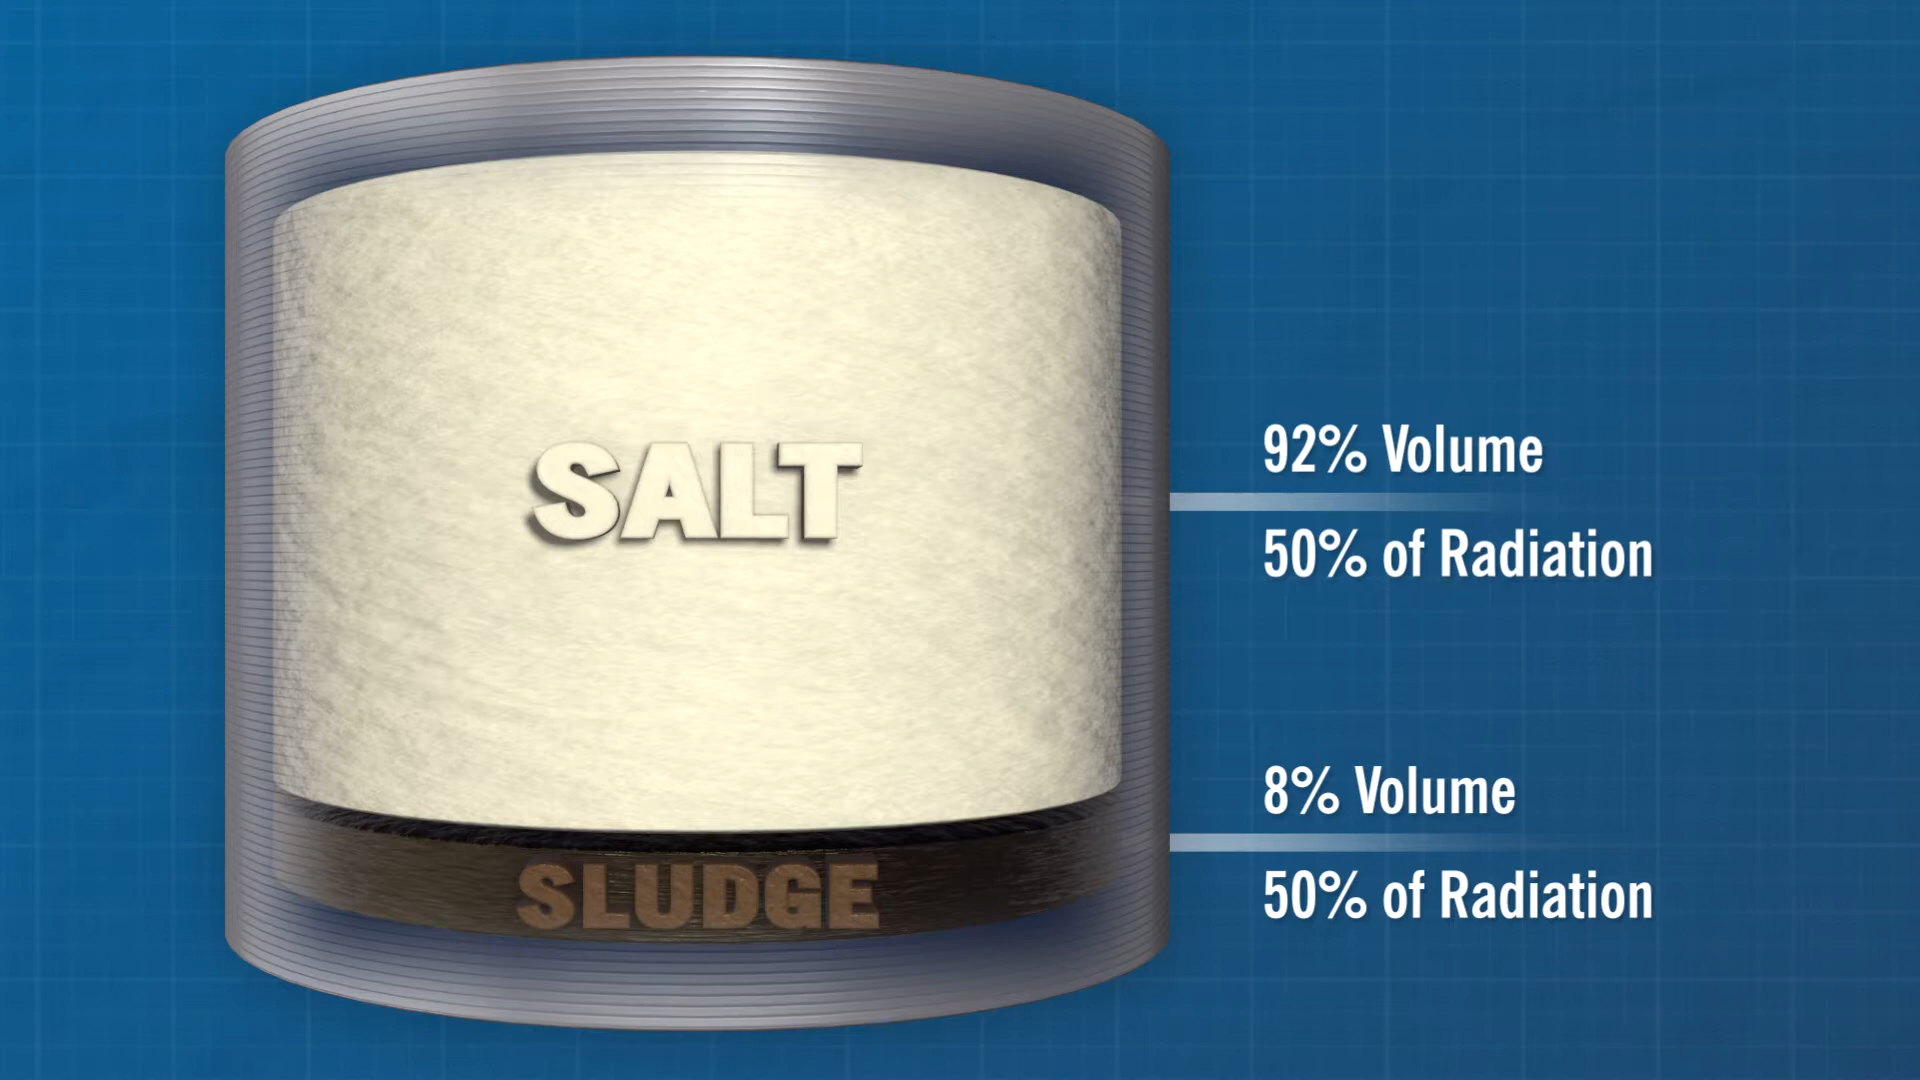 SALT
92% Volume
50% of Radiation
8% Volume
SLUDGE
50% of Radiation